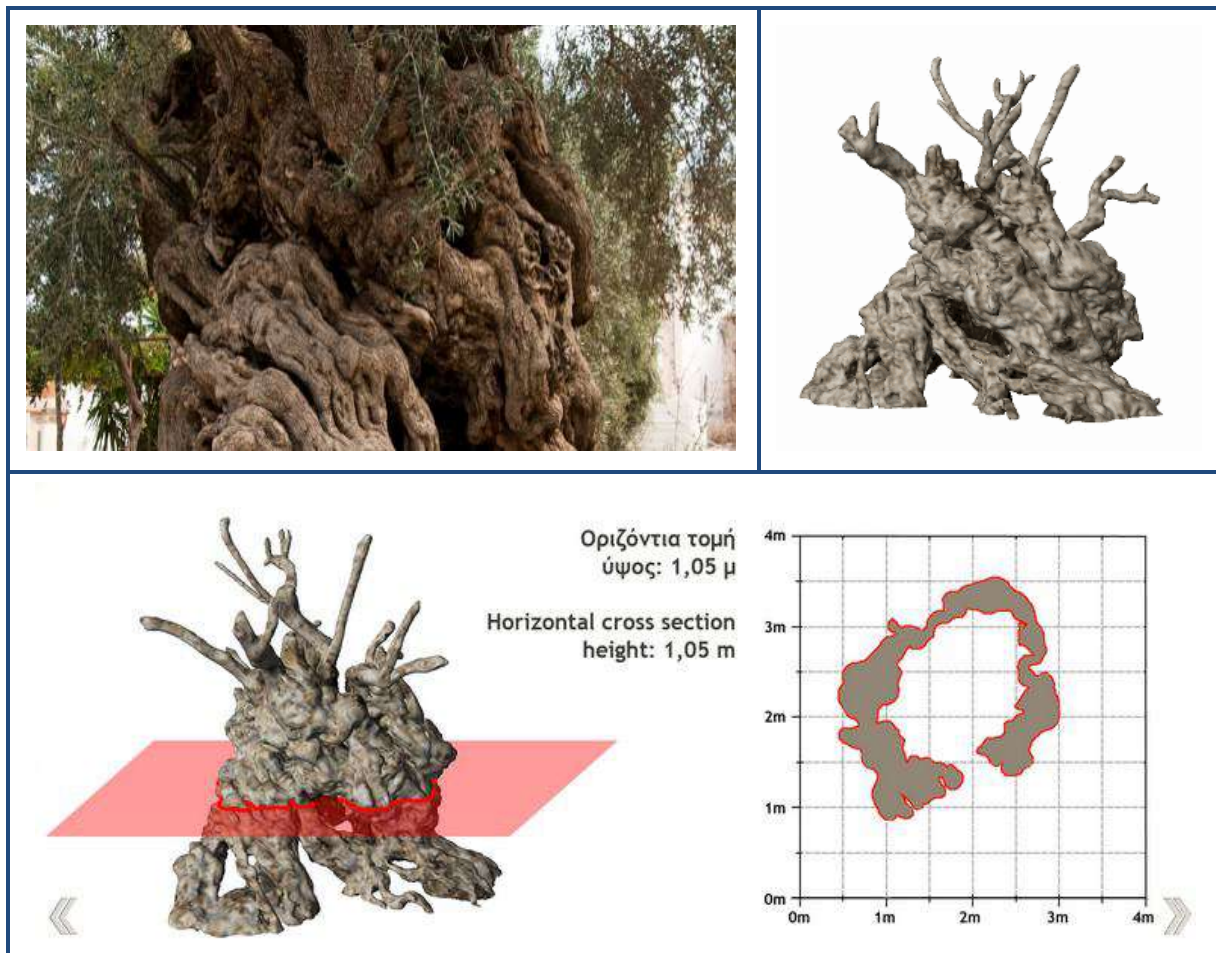 Οριζόντια τομή
ύψος: 1,05 μ
Horizontal cross section
height: 1,05 m
4m
3m
2m
1m
0m
0m 1m 2m 3m 4m